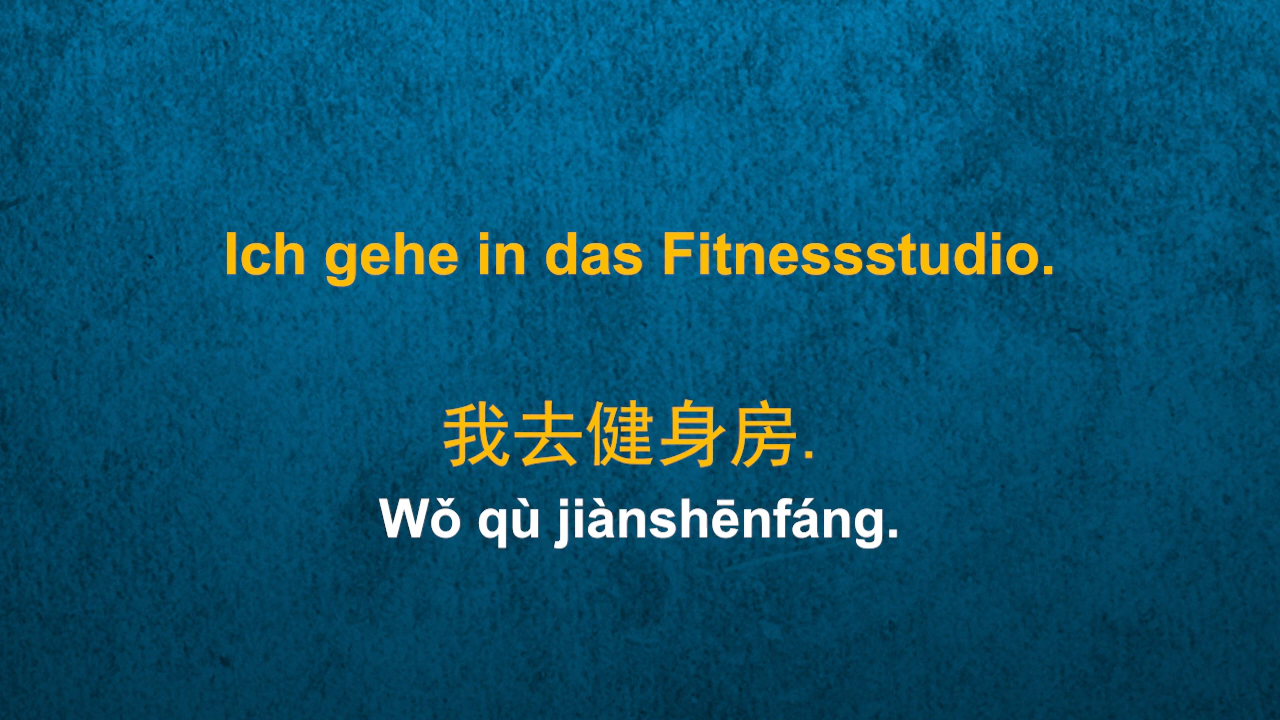 Ich gehe in das Fitnessstudio.
我去健身房.
Wǒ qù jiànshēnfáng.